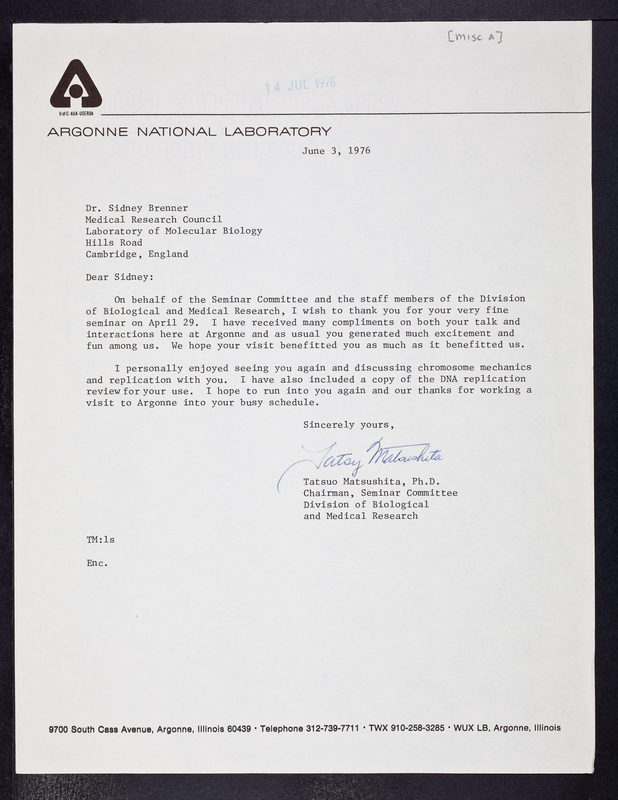 [MISC A]
14 JUL 1976
U of C-AUA-USERDA
ARGONNE NATIONAL LABORATORY
June 3, 1976
Dr. Sidney Brenner
Medical Research Council
Laboratory of Molecular Biology
Hills Road
Cambridge, England
Dear Sidney:
On behalf of the Seminar Committee and the staff members of the Division
of Biological and Medical Research, I wish to thank you for your very fine
seminar on April 29. I have received many compliments on both your talk and
interactions here at Argonne and as usual you generated much excitement and
fun among us. We hope your visit benefitted you as much as it benefitted us.
I personally enjoyed seeing you again and discussing chromosome mechanics
and replication with you. I have also included a copy of the DNA replication
review for your use. I hope to run into you again and our thanks for working a
visit to Argonne into your busy schedule.
Sincerely yours,
Tatsy Matsushita
Tatsuo Matsushita, Ph.D.
Chairman, Seminar Committee
Division of Biological
and Medical Research
TM:ls
Enc.
9700 South Cass Avenue, Argonne, Illinois 60439 · Telephone 312-739-7711 · TWX 910-258-3285 · WUX LB, Argonne, Illinois